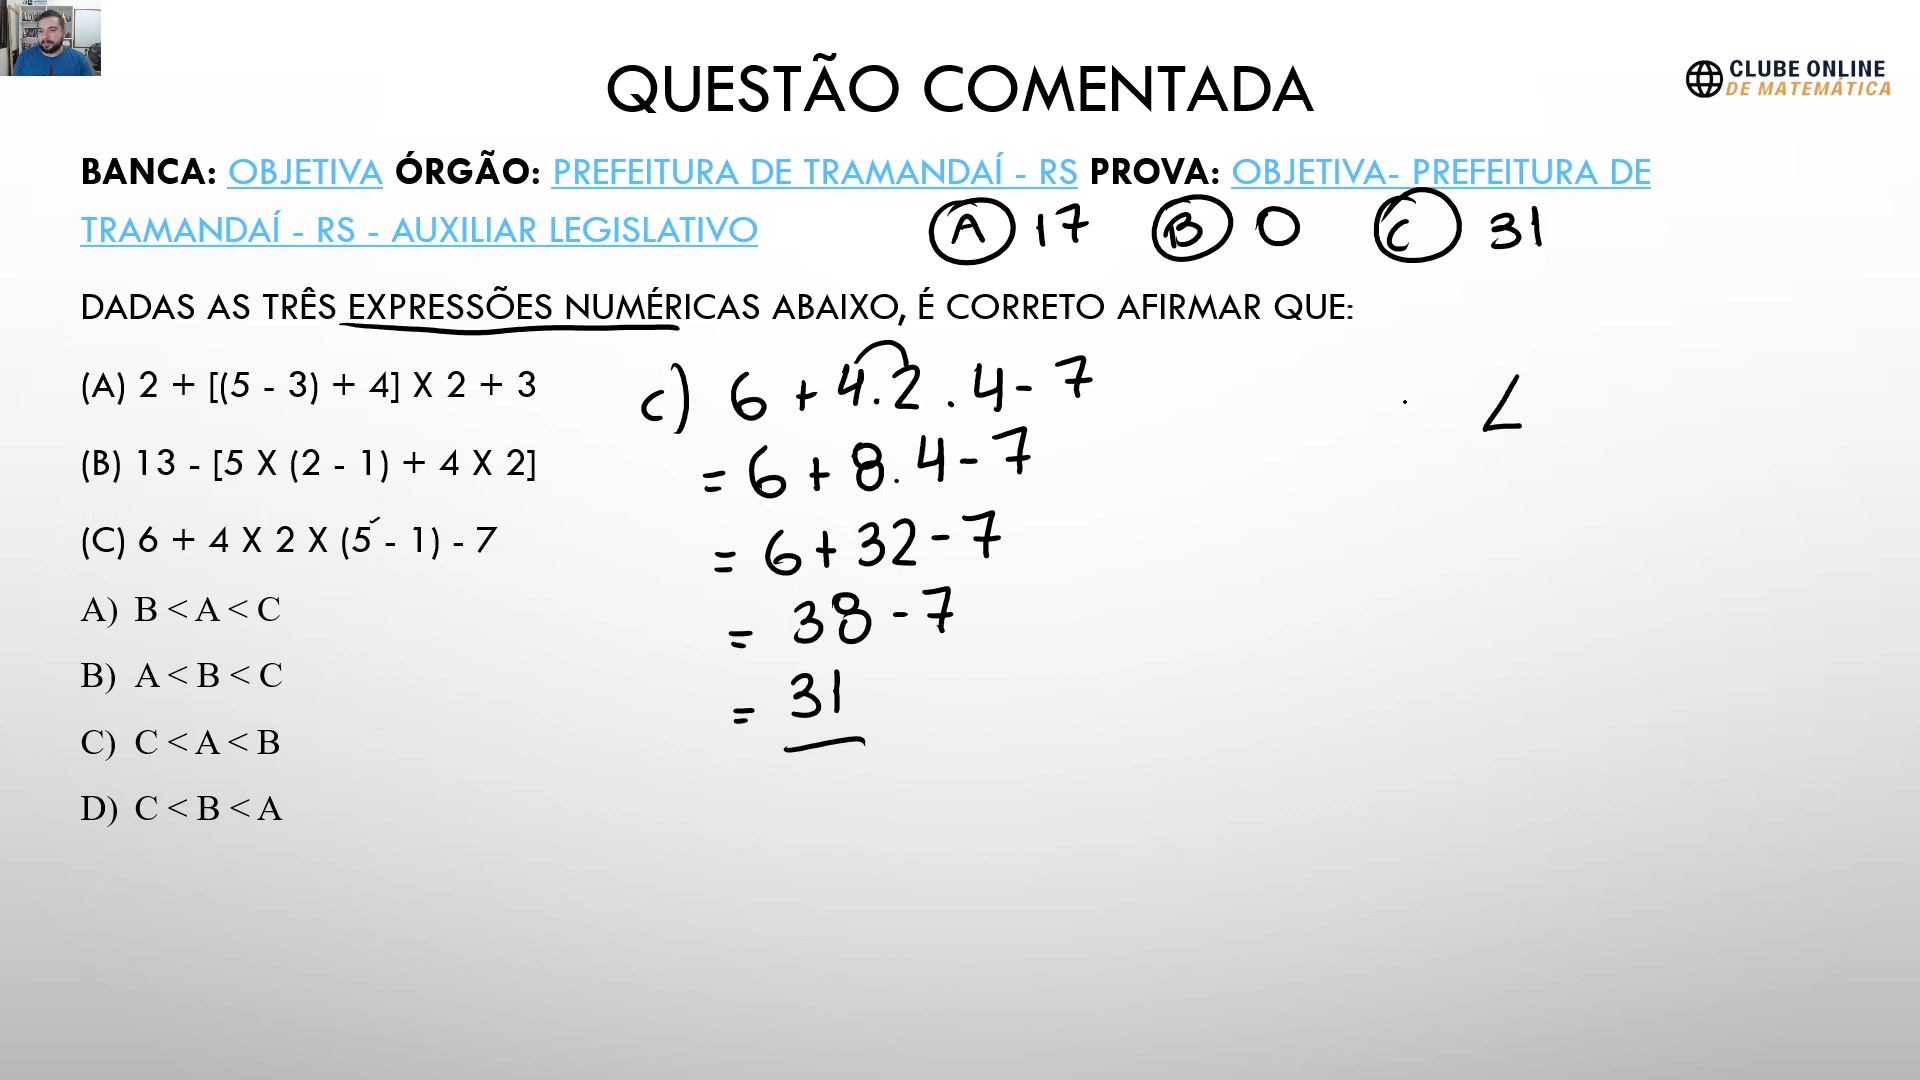 QUESTÃO COMENTADA
CLUBE ONLINE
DE MATEMÁTICA
BANCA: OBJETIVA ÓRGÃO: PREFEITURA DE TRAMANDAÍ - RS PROVA: OBJETIVA- PREFEITURA DE
TRAMANDAÍ - RS - AUXILIAR LEGISLATIVO
A 17 B 0 C 31
DADAS AS TRÊS EXPRESSÕES NUMÉRICAS ABAIXO, É CORRETO AFIRMAR QUE:
(A) 2 + [(5 - 3) + 4] X 2 + 3
(B) 13 - [5 X (2 - 1) + 4 X 2]
(C) 6 + 4 X 2 X (5 - 1) - 7
A) B < A < C
B) A < B < C
C) C < A < B
D) C < B < A
c) 6 + 4.2.4-7
= 6+8.4-7
= 6+32-7
= 38-7
= 31
<